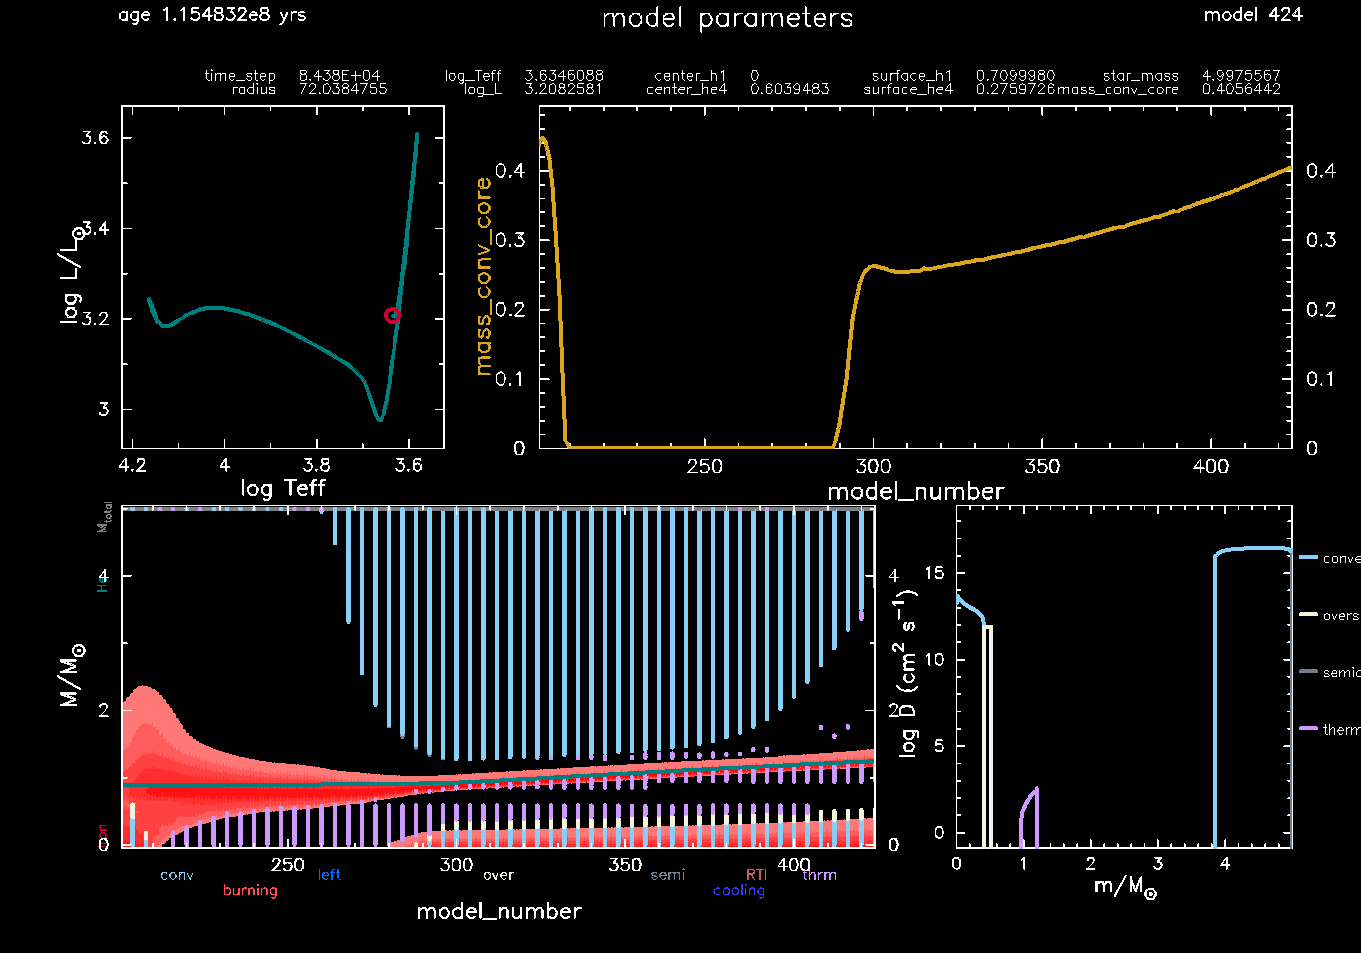 age 1.154832e8 yrs model parameters model 424
time_step 8.438E+04 log_Teff 3.6346088 center_h1 0 surface_h1 0.7099980 star_mass 4.9975567
radius 72.0384755 log_L 3.2082581 center_he4 0.6039483 surface_he4 0.2759726 mass_conv_core 0.4056442
log L/L⊙
3.6
3.4
3.2
3
4.2 4 3.8 3.6
log Teff
mass_conv_core
0.4 0.4
0.3 0.3
0.2 0.2
0.1 0.1
0 0
250 300 350 400
model_number
M/M⊙
Mtotal
He
4 4
2 2
0 0
250 300 350 400
conv left over semi RTI thrm
burning cooling
model_number
log D (cm² s⁻¹)
15
10
5
0
0 1 2 3 4
m/M⊙
conve
overs
semic
therm